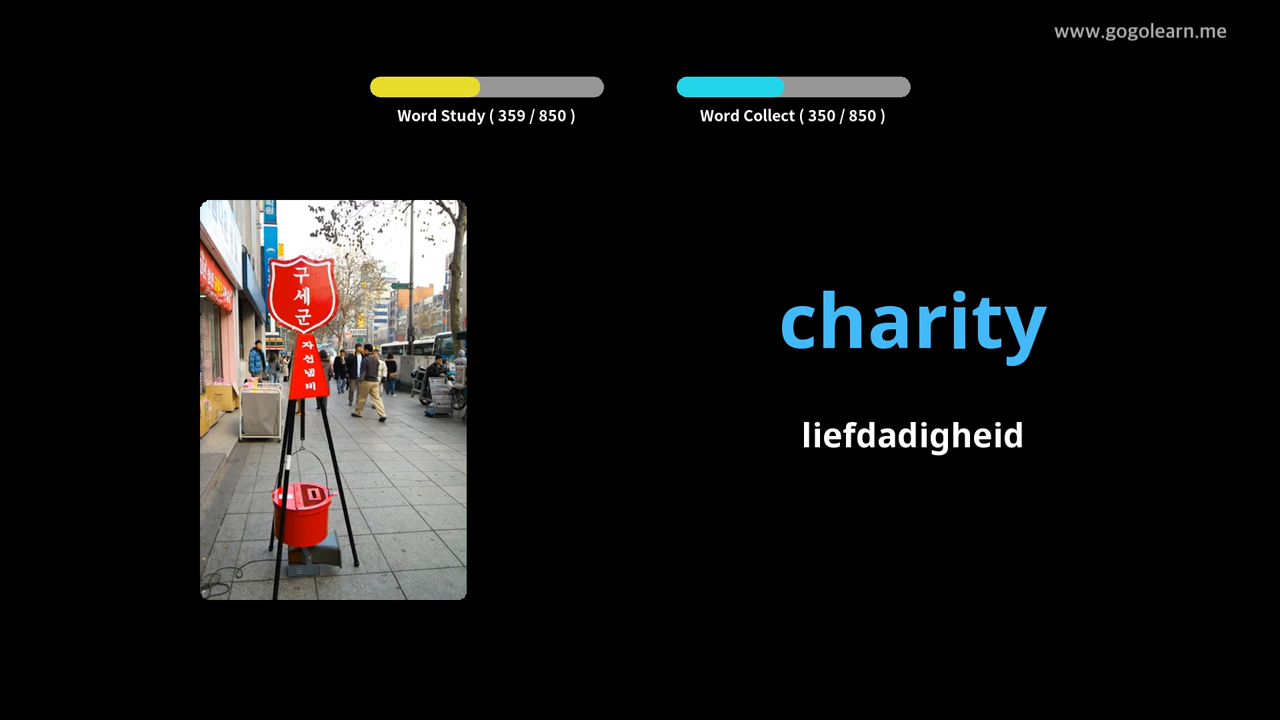 www.gogolearn.me
Word Study ( 359 / 850 )
Word Collect ( 350 / 850 )
구세군
자선냄비
charity
liefdadigheid